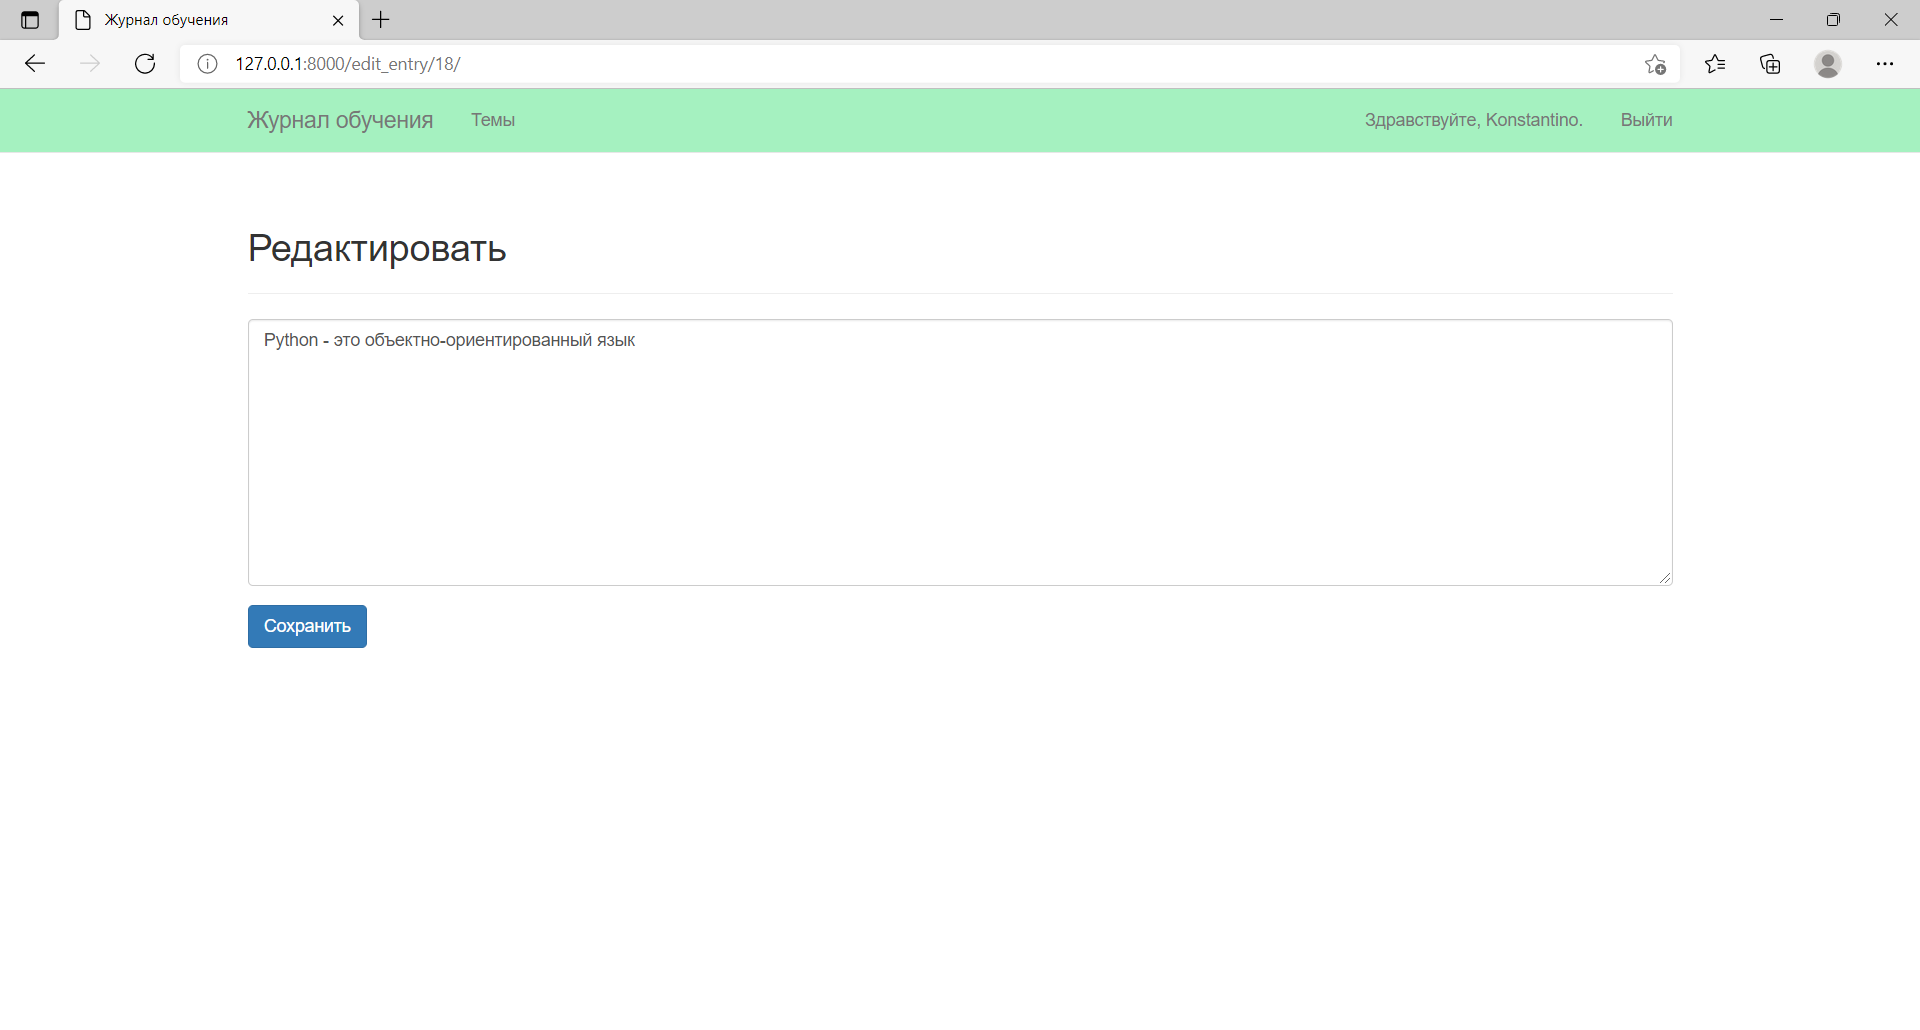 Журнал обучения
127.0.0.1:8000/edit_entry/18/
Журнал обучения Темы Здравствуйте, Konstantino. Выйти
Редактировать
Python - это объектно-ориентированный язык
Сохранить